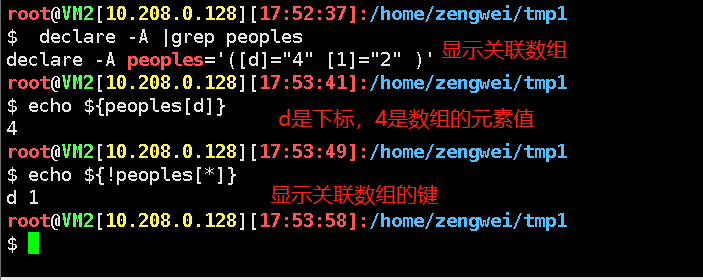 root@VM2[10.208.0.128][17:52:37]:/home/zengwei/tmp1
$  declare -A |grep peoples
declare -A peoples='([d]="4" [1]="2" )' 显示关联数组
root@VM2[10.208.0.128][17:53:41]:/home/zengwei/tmp1
$ echo ${peoples[d]}
4 d是下标，4是数组的元素值
root@VM2[10.208.0.128][17:53:49]:/home/zengwei/tmp1
$ echo ${!peoples[*]}
d 1 显示关联数组的键
root@VM2[10.208.0.128][17:53:58]:/home/zengwei/tmp1
$